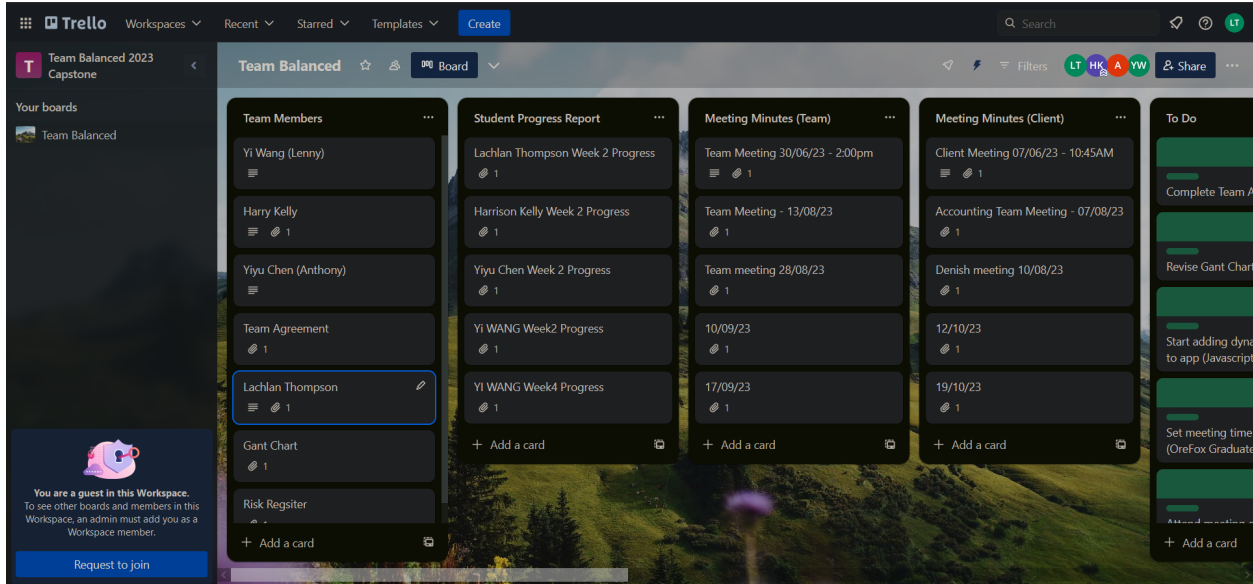 Trello Workspaces Recent Starred Templates Create Search LT
T Team Balanced 2023
Capstone
Your boards
Team Balanced
You are a guest in this Workspace.
To see other boards and members in this
Workspace, an admin must add you as a
Workspace member.
Request to join
Team Balanced Board Filters LT HK A YW Share
Team Members
Yi Wang (Lenny)
Harry Kelly
1
Yiyu Chen (Anthony)
Team Agreement
1
Lachlan Thompson
1
Gant Chart
1
Risk Regsiter
+ Add a card
Student Progress Report
Lachlan Thompson Week 2 Progress
1
Harrison Kelly Week 2 Progress
1
Yiyu Chen Week 2 Progress
1
Yi WANG Week2 Progress
1
YI WANG Week4 Progress
1
+ Add a card
Meeting Minutes (Team)
Team Meeting 30/06/23 - 2:00pm
1
Team Meeting - 13/08/23
1
Team meeting 28/08/23
1
10/09/23
1
17/09/23
1
+ Add a card
Meeting Minutes (Client)
Client Meeting 07/06/23 - 10:45AM
1
Accounting Team Meeting - 07/08/23
1
Denish meeting 10/08/23
1
12/10/23
1
19/10/23
1
+ Add a card
To Do
Complete Team A
Revise Gant Chart
Start adding dyna
to app (Javascript
Set meeting time
(OreFox Graduate
Attend meeting
+ Add a card